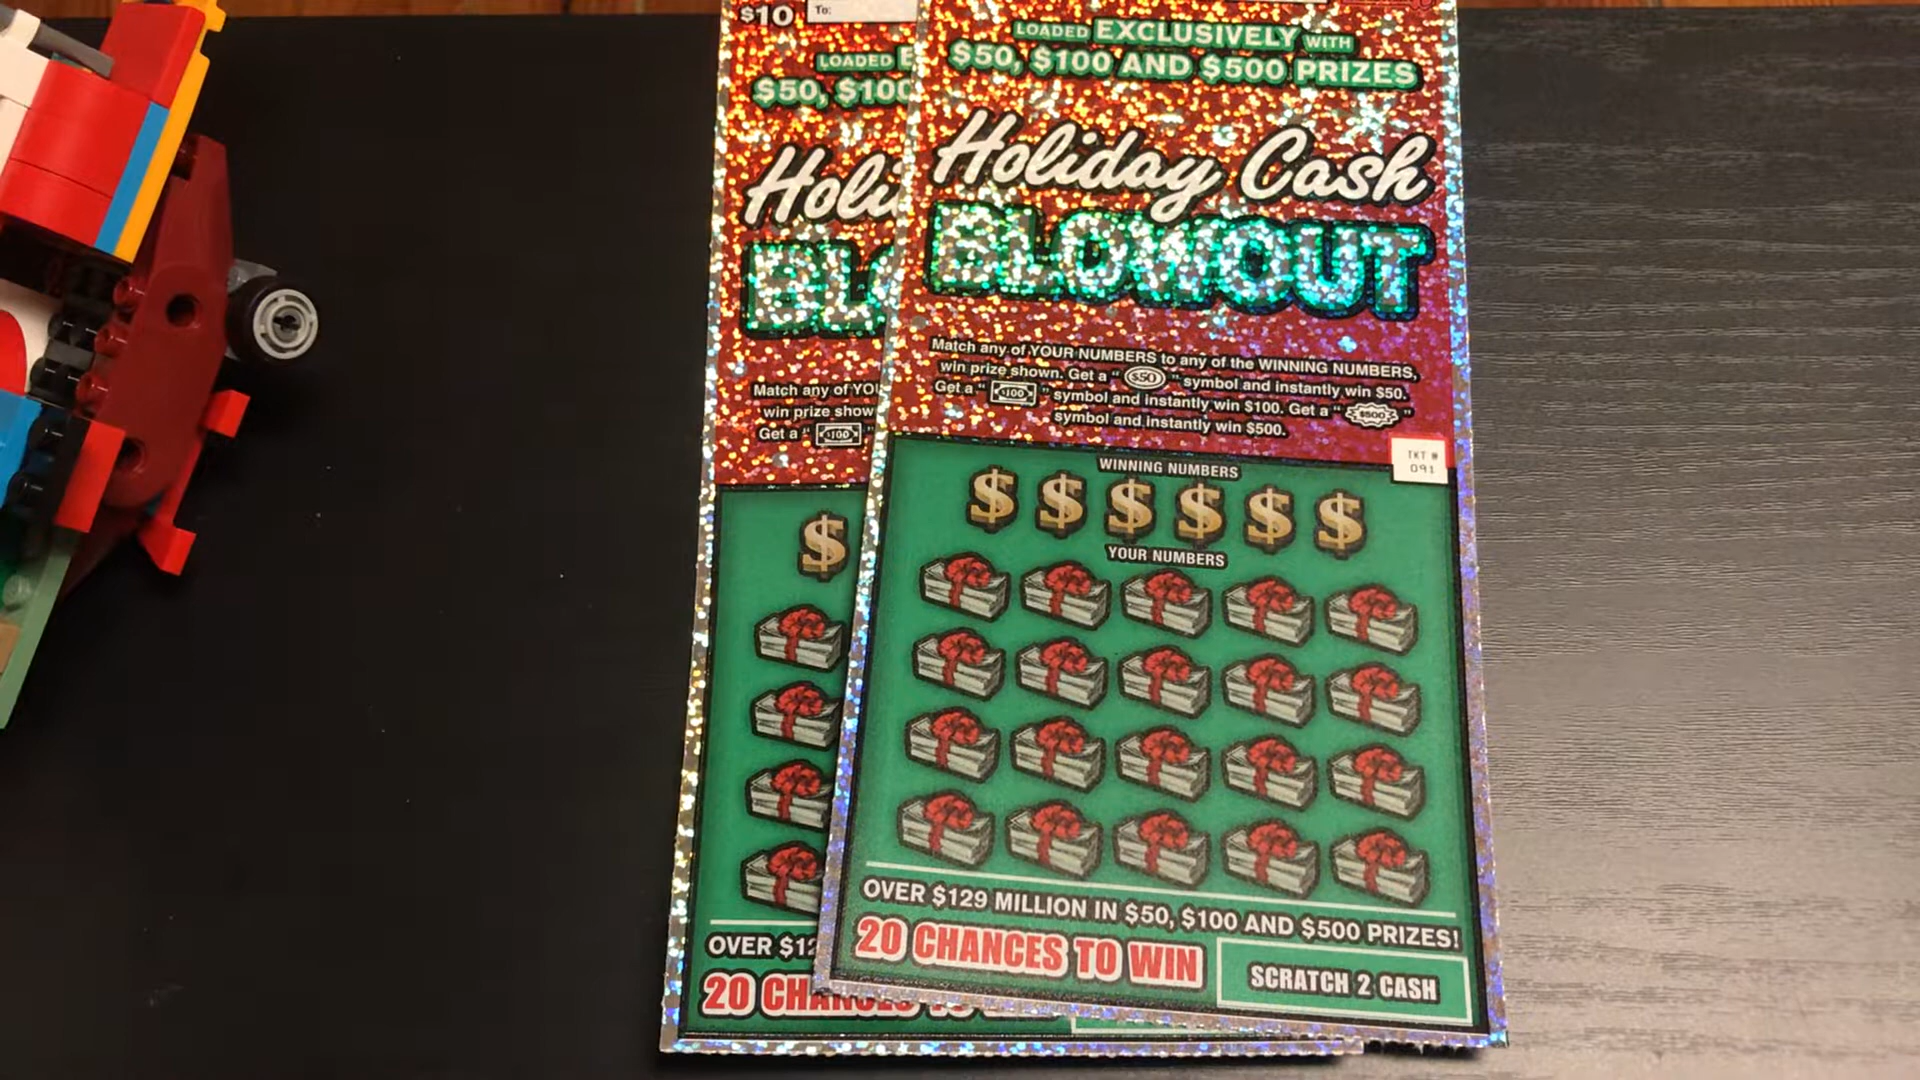 $10
To:
LOADED E
$50, $100
Holi
BLO
Match any of YOU
win prize show
Get a " $100 "
$
OVER $12
20 CHANCES TO
LOADED EXCLUSIVELY WITH
$50, $100 AND $500 PRIZES
Holiday Cash
BLOWOUT
Match any of YOUR NUMBERS to any of the WINNING NUMBERS,
win prize shown. Get a " $50 " symbol and instantly win $50.
Get a " $100 " symbol and instantly win $100. Get a " $500 "
symbol and instantly win $500.
TKT #
091
WINNING NUMBERS
$ $ $ $ $ $
YOUR NUMBERS
OVER $129 MILLION IN $50, $100 AND $500 PRIZES!
20 CHANCES TO WIN
SCRATCH 2 CASH